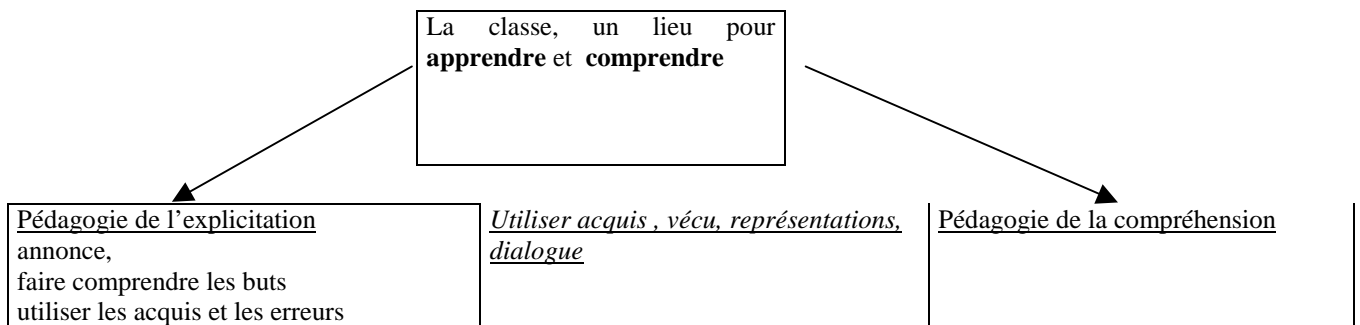 La classe, un lieu pour
apprendre et comprendre
Pédagogie de l’explicitation
annonce,
faire comprendre les buts
utiliser les acquis et les erreurs
Utiliser acquis , vécu, représentations,
dialogue
Pédagogie de la compréhension